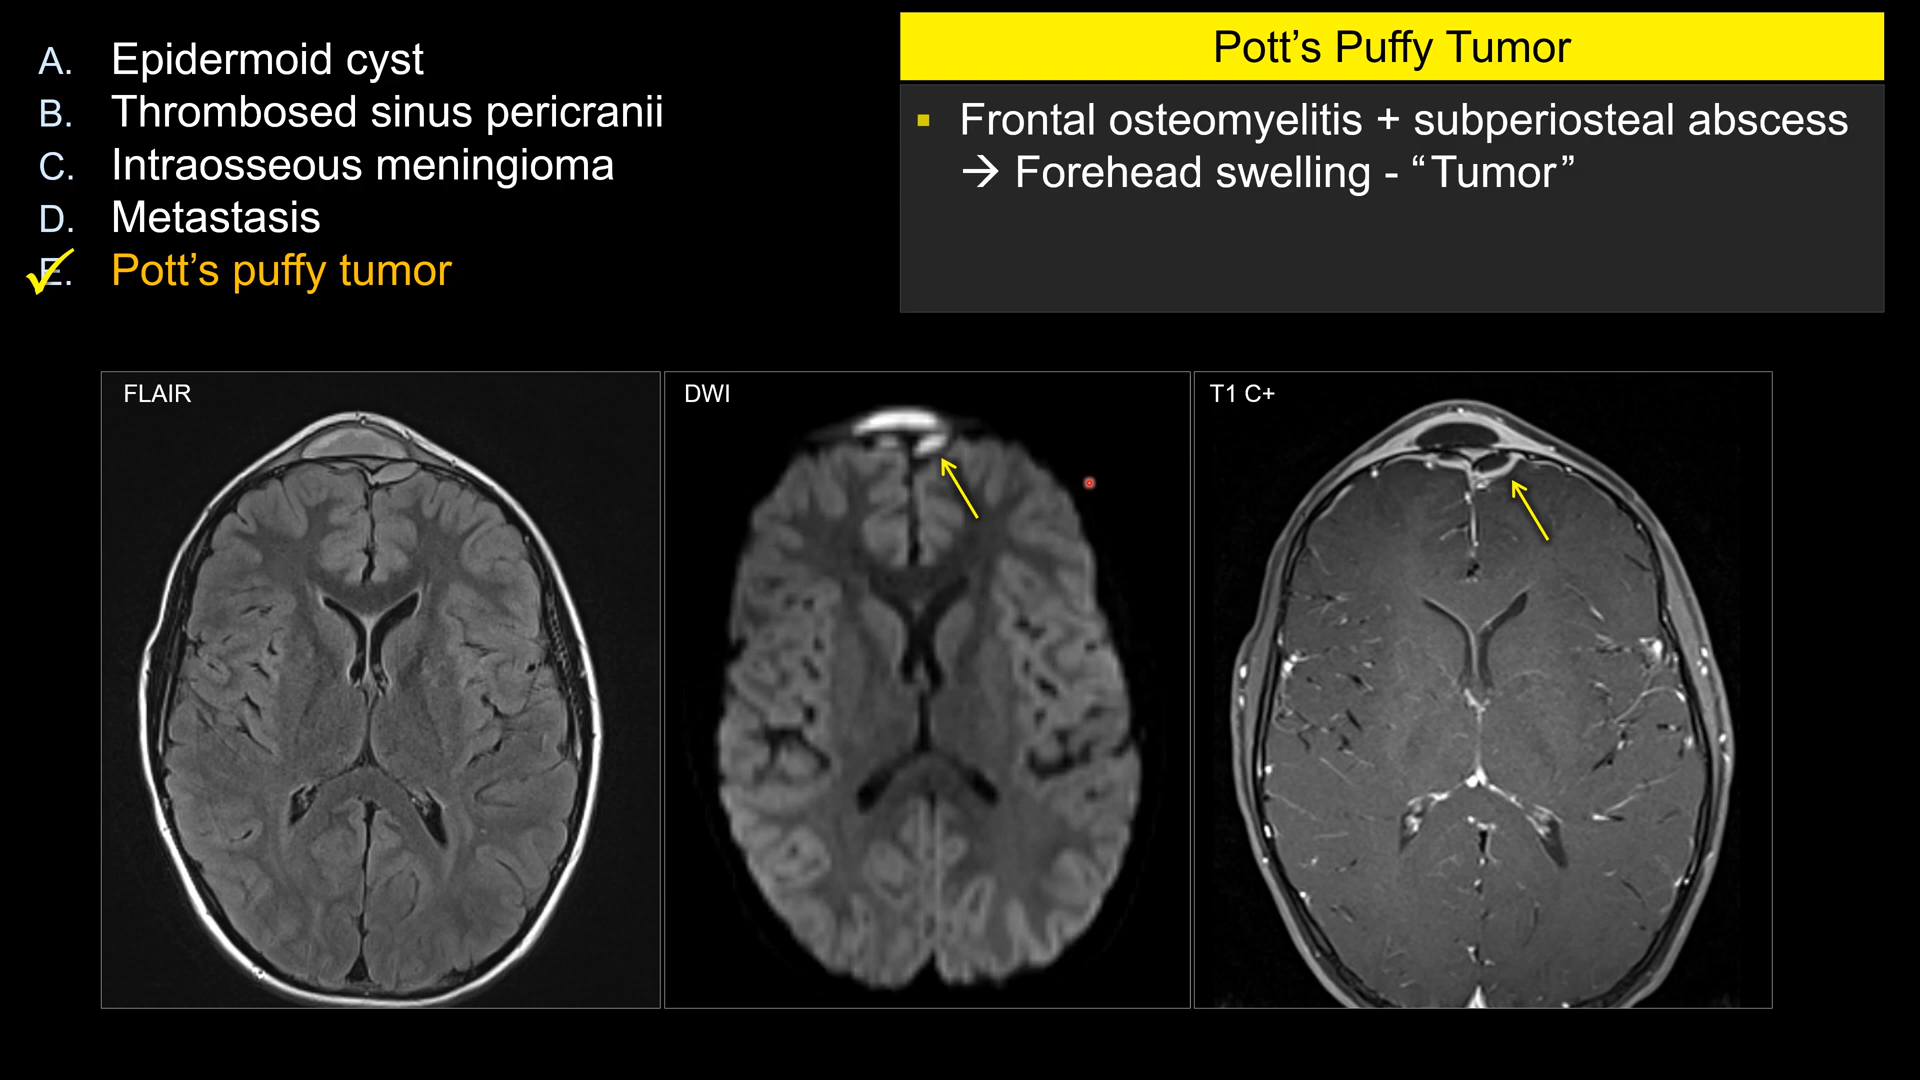 A. Epidermoid cyst
B. Thrombosed sinus pericranii
C. Intraosseous meningioma
D. Metastasis
E. Pott’s puffy tumor
Pott’s Puffy Tumor
▪ Frontal osteomyelitis + subperiosteal abscess
→ Forehead swelling - “Tumor”
FLAIR
DWI
T1 C+